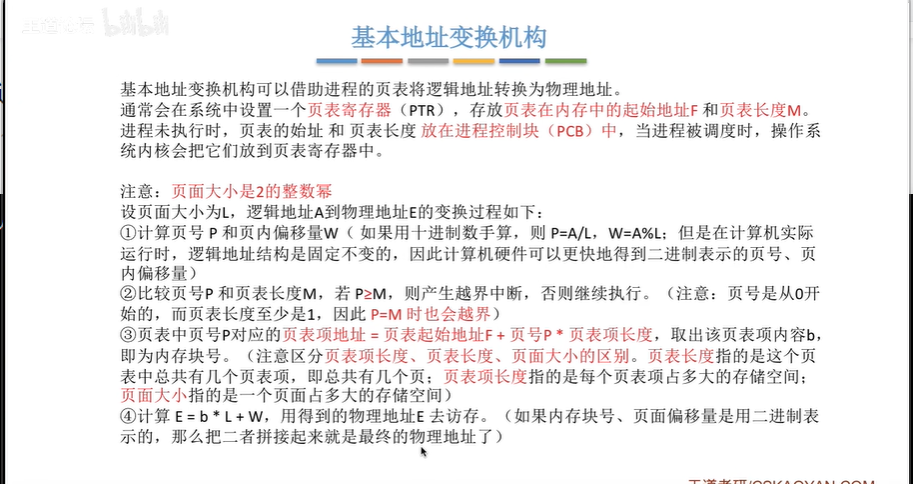 bilibili
基本地址变换机构
基本地址变换机构可以借助进程的页表将逻辑地址转换为物理地址。
通常会在系统中设置一个页表寄存器（PTR），存放页表在内存中的起始地址F 和页表长度M。
进程未执行时，页表的始址 和 页表长度 放在进程控制块（PCB）中，当进程被调度时，操作系
统内核会把它们放到页表寄存器中。
注意：页面大小是2的整数幂
设页面大小为L，逻辑地址A到物理地址E的变换过程如下：
①计算页号 P 和页内偏移量W（ 如果用十进制数手算，则 P=A/L，W=A%L；但是在计算机实际
运行时，逻辑地址结构是固定不变的，因此计算机硬件可以更快地得到二进制表示的页号、页
内偏移量）
②比较页号P 和页表长度M，若 P≥M，则产生越界中断，否则继续执行。（注意：页号是从0开
始的，而页表长度至少是1，因此 P=M 时也会越界）
③页表中页号P对应的页表项地址 = 页表起始地址F + 页号P * 页表项长度，取出该页表项内容b，
即为内存块号。（注意区分页表项长度、页表长度、页面大小的区别。页表长度指的是这个页
表中总共有几个页表项，即总共有几个页；页表项长度指的是每个页表项占多大的存储空间；
页面大小指的是一个页面占多大的存储空间）
④计算 E = b * L + W，用得到的物理地址E 去访存。（如果内存块号、页面偏移量是用二进制表
示的，那么把二者拼接起来就是最终的物理地址了）
王道考研/CSKAOYAN.COM